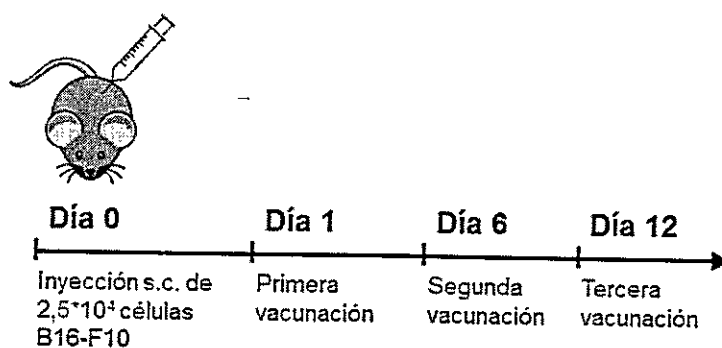 Día 0
Día 1
Día 6
Día 12
Inyección s.c. de
2,5*10⁴ células
B16-F10
Primera
vacunación
Segunda
vacunación
Tercera
vacunación